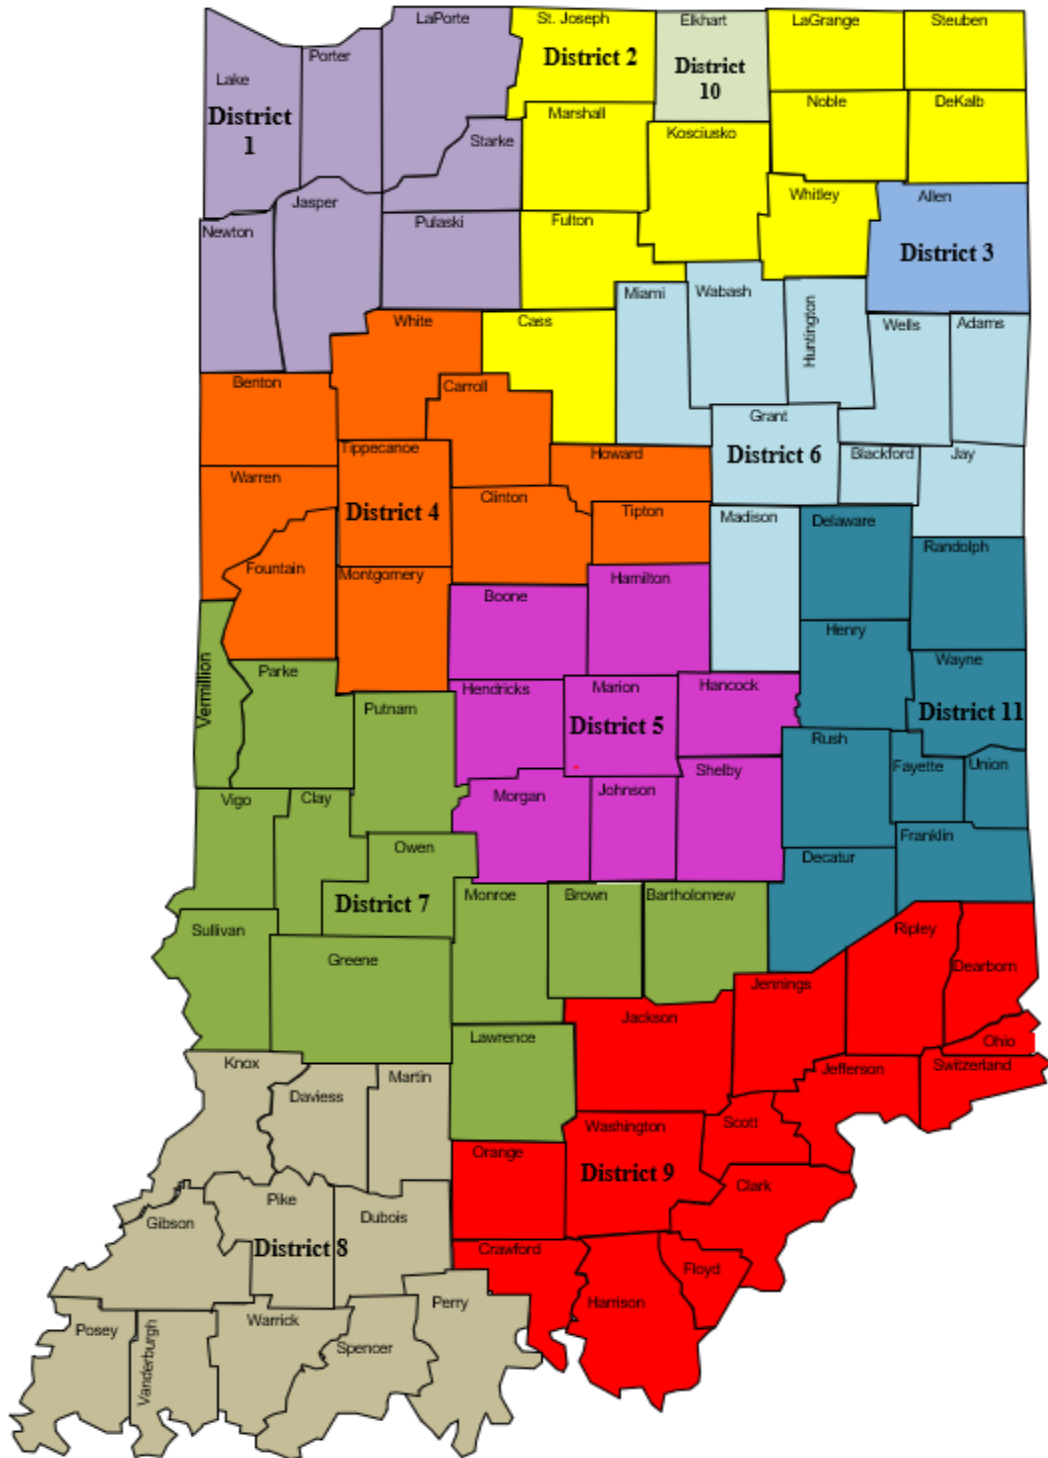 LaPorte
St. Joseph
Elkhart
LaGrange
Steuben
Porter
District 2
District
10
Lake
Noble
DeKalb
District
1
Marshall
Kosciusko
Starke
Whitley
Allen
Jasper
Newton
Pulaski
Fulton
District 3
Miami
Wabash
Huntington
White
Cass
Wells
Adams
Benton
Carroll
Grant
Tippecanoe
Howard
District 6
Blackford
Jay
Warren
Clinton
District 4
Tipton
Madison
Delaware
Randolph
Fountain
Montgomery
Hamilton
Boone
Henry
Wayne
Vermillion
Parke
Hendricks
Marion
Hancock
Putnam
District 5
District 11
Rush
Fayette
Union
Shelby
Vigo
Clay
Morgan
Johnson
Franklin
Owen
Decatur
District 7
Monroe
Brown
Bartholomew
Sullivan
Ripley
Greene
Dearborn
Jennings
Jackson
Lawrence
Ohio
Knox
Jefferson
Switzerland
Martin
Daviess
Washington
Scott
Orange
District 9
Clark
Pike
Dubois
Gibson
District 8
Crawford
Floyd
Perry
Harrison
Posey
Vanderburgh
Warrick
Spencer